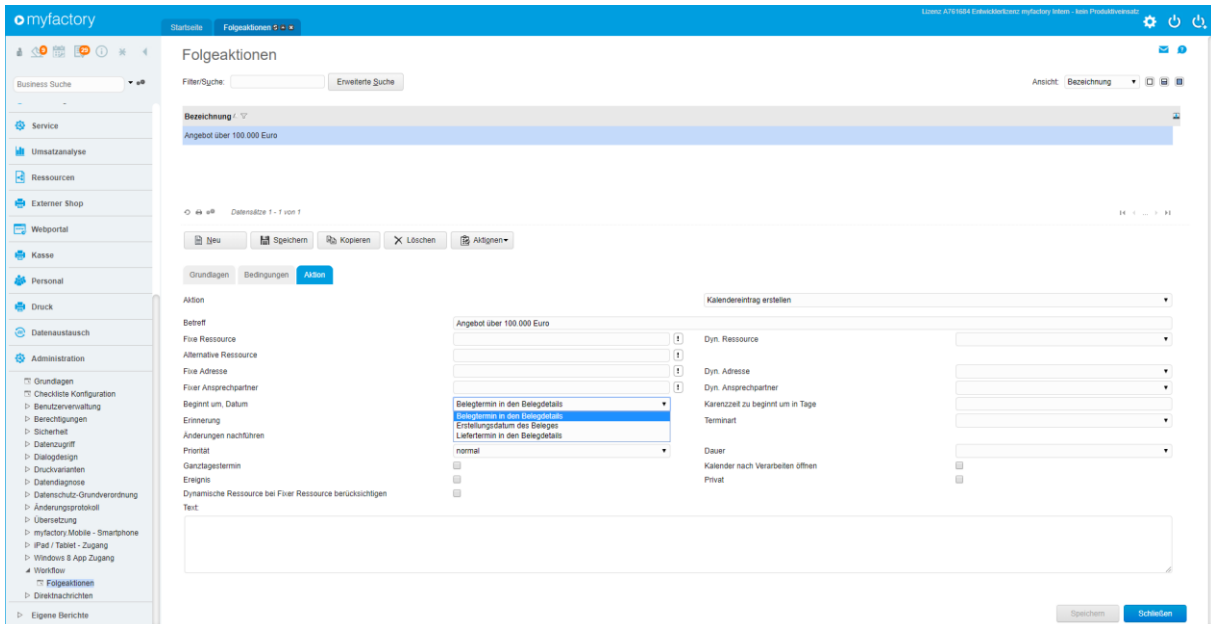 Lizenz A761684 Entwicklerlizenz myfactory Intern - kein Produktiveinsatz
myfactory
Startseite
Folgeaktionen
Business Suche
Service
Umsatzanalyse
Ressourcen
Externer Shop
Webportal
Kasse
Personal
Druck
Datenaustausch
Administration
Grundlagen
Checkliste Konfiguration
Benutzerverwaltung
Berechtigungen
Sicherheit
Datenzugriff
Dialogdesign
Druckvarianten
Datendiagnose
Datenschutz-Grundverordnung
Änderungsprotokoll
Übersetzung
myfactory.Mobile - Smartphone
iPad / Tablet - Zugang
Windows 8 App Zugang
Workflow
Folgeaktionen
Direktnachrichten
Eigene Berichte
Folgeaktionen
Filter/Suche: Erweiterte Suche Ansicht: Bezeichnung
Bezeichnung
Angebot über 100.000 Euro
Datensätze 1 - 1 von 1
Neu Speichern Kopieren Löschen Aktionen
Grundlagen Bedingungen Aktion
Aktion Kalendereintrag erstellen
Betreff Angebot über 100.000 Euro
Fixe Ressource Dyn. Ressource
Alternative Ressource
Fixe Adresse Dyn. Adresse
Fixer Ansprechpartner Dyn. Ansprechpartner
Beginnt um, Datum Belegtermin in den Belegdetails Karenzzeit zu beginnt um in Tage
Belegtermin in den Belegdetails
Erinnerung Erstellungsdatum des Beleges Terminart
Änderungen nachführen Liefertermin in den Belegdetails
Priorität normal Dauer
Ganztagestermin Kalender nach Verarbeiten öffnen
Ereignis Privat
Dynamische Ressource bei Fixer Ressource berücksichtigen
Text:
Speichern Schließen